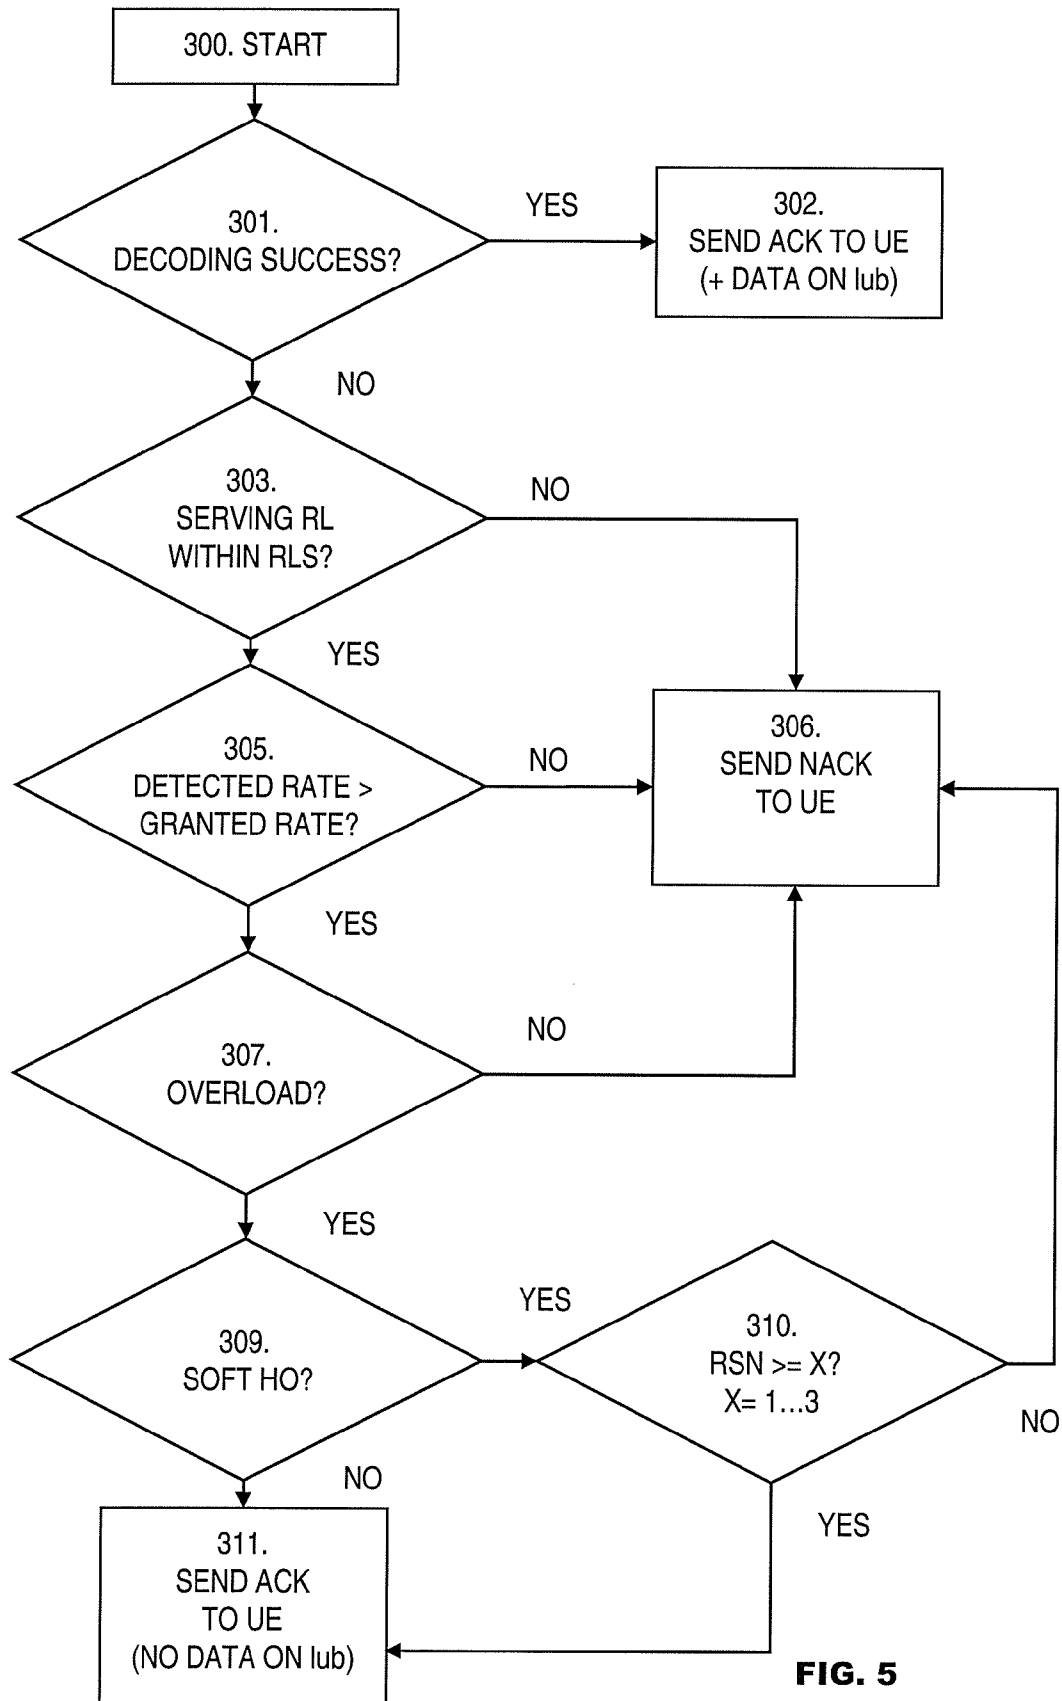 300. START
301.
DECODING SUCCESS?
YES
302.
SEND ACK TO UE
(+ DATA ON Iub)
NO
303.
SERVING RL
WITHIN RLS?
NO
YES
305.
DETECTED RATE >
GRANTED RATE?
NO
306.
SEND NACK
TO UE
YES
307.
OVERLOAD?
NO
YES
309.
SOFT HO?
YES
310.
RSN >= X?
X= 1...3
NO
NO
YES
311.
SEND ACK
TO UE
(NO DATA ON Iub)
FIG. 5